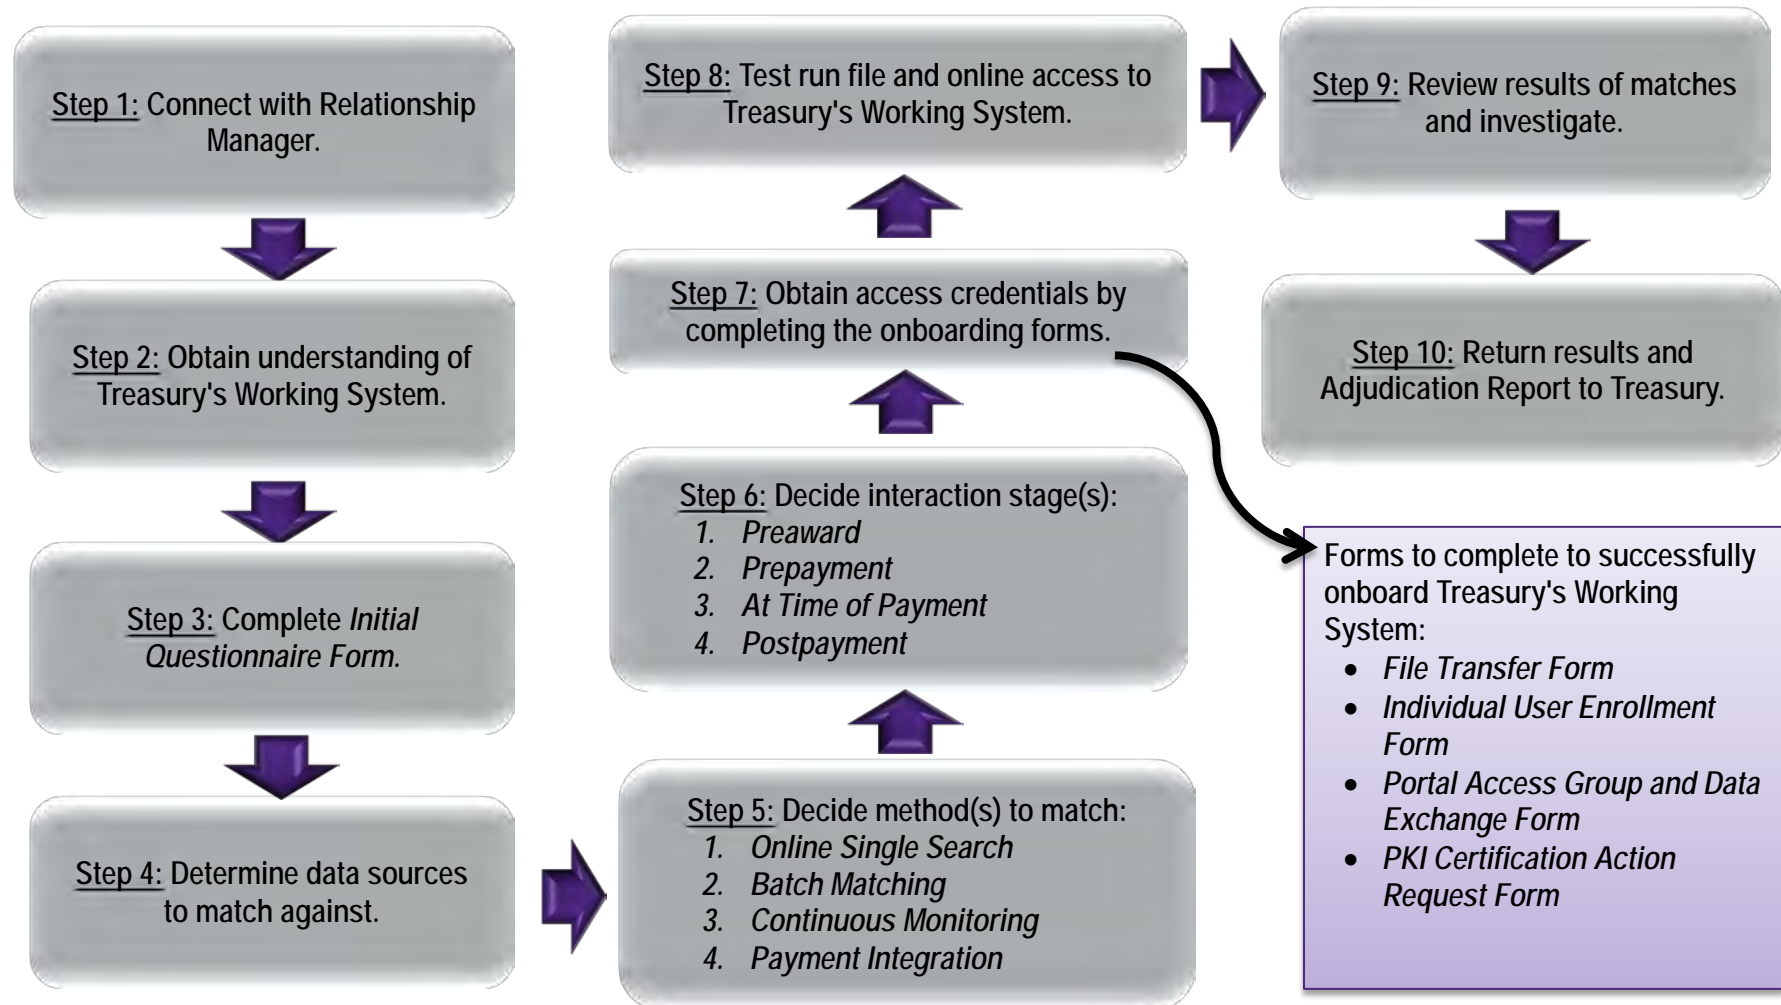 Step 1: Connect with Relationship
Manager.
Step 2: Obtain understanding of
Treasury's Working System.
Step 3: Complete Initial
Questionnaire Form.
Step 4: Determine data sources
to match against.
Step 5: Decide method(s) to match:
1. Online Single Search
2. Batch Matching
3. Continuous Monitoring
4. Payment Integration
Step 6: Decide interaction stage(s):
1. Preaward
2. Prepayment
3. At Time of Payment
4. Postpayment
Step 7: Obtain access credentials by
completing the onboarding forms.
Step 8: Test run file and online access to
Treasury's Working System.
Step 9: Review results of matches
and investigate.
Step 10: Return results and
Adjudication Report to Treasury.
Forms to complete to successfully
onboard Treasury's Working
System:
• File Transfer Form
• Individual User Enrollment
Form
• Portal Access Group and Data
Exchange Form
• PKI Certification Action
Request Form